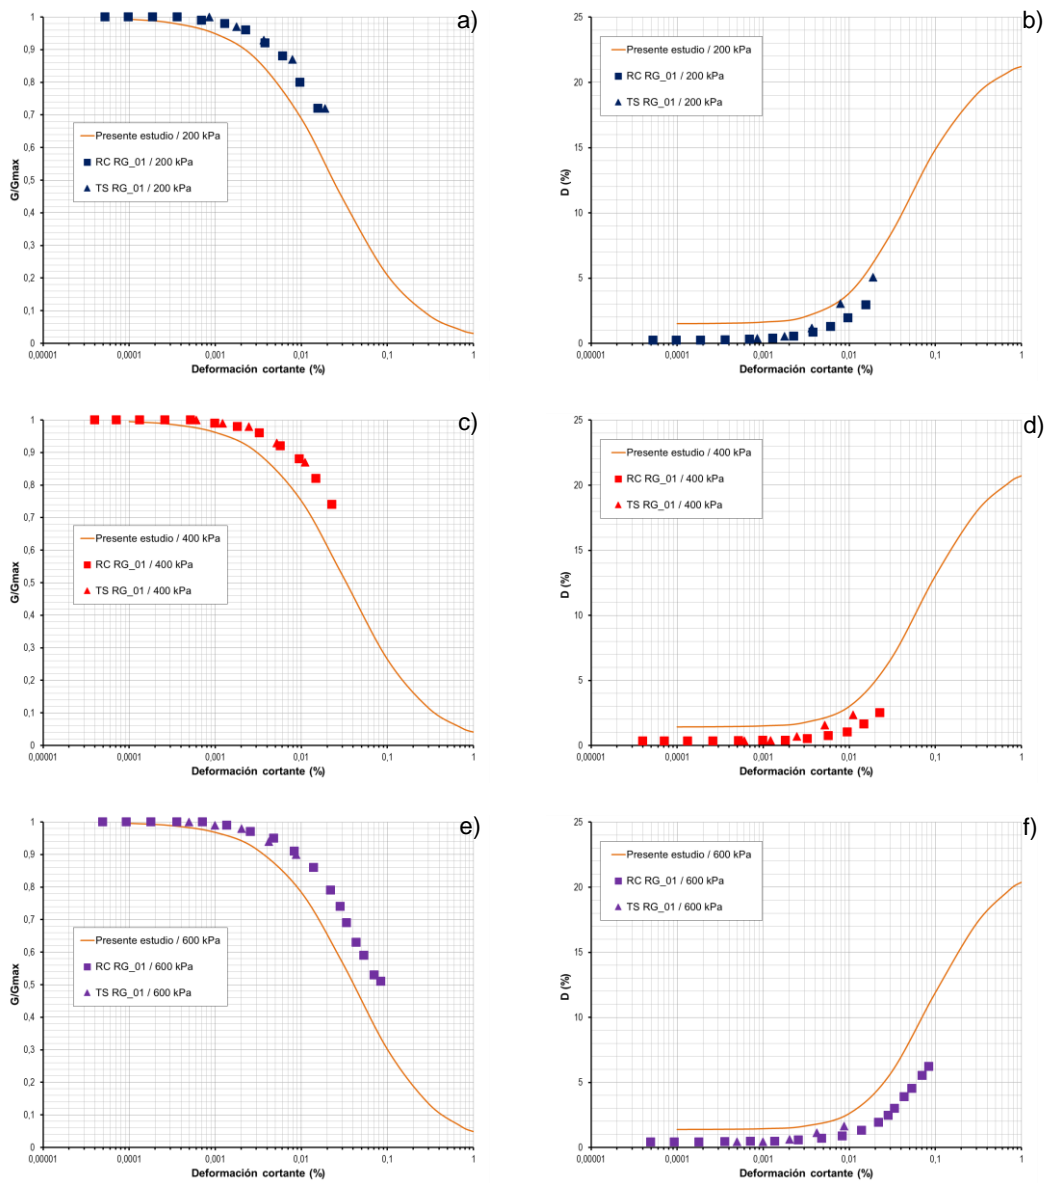 a)
1
0,9
0,8
0,7
0,6
0,5
0,4
0,3
0,2
0,1
0
G/Gmax
Presente estudio / 200 kPa
RC RG_01 / 200 kPa
TS RG_01 / 200 kPa
0,00001 0,0001 0,001 0,01 0,1 1
Deformación cortante (%)
b)
25
20
15
10
5
0
D (%)
Presente estudio / 200 kPa
RC RG_01 / 200 kPa
TS RG_01 / 200 kPa
0,00001 0,0001 0,001 0,01 0,1 1
Deformación cortante (%)
c)
1
0,9
0,8
0,7
0,6
0,5
0,4
0,3
0,2
0,1
0
G/Gmax
Presente estudio / 400 kPa
RC RG_01 / 400 kPa
TS RG_01 / 400 kPa
0,00001 0,0001 0,001 0,01 0,1 1
Deformación cortante (%)
d)
25
20
15
10
5
0
D (%)
Presente estudio / 400 kPa
RC RG_01 / 400 kPa
TS RG_01 / 400 kPa
0,00001 0,0001 0,001 0,01 0,1 1
Deformación cortante (%)
e)
1
0,9
0,8
0,7
0,6
0,5
0,4
0,3
0,2
0,1
0
G/Gmax
Presente estudio / 600 kPa
RC RG_01 / 600 kPa
TS RG_01 / 600 kPa
0,00001 0,0001 0,001 0,01 0,1 1
Deformación cortante (%)
f)
25
20
15
10
5
0
D (%)
Presente estudio / 600 kPa
RC RG_01 / 600 kPa
TS RG_01 / 600 kPa
0,00001 0,0001 0,001 0,01 0,1 1
Deformación cortante (%)